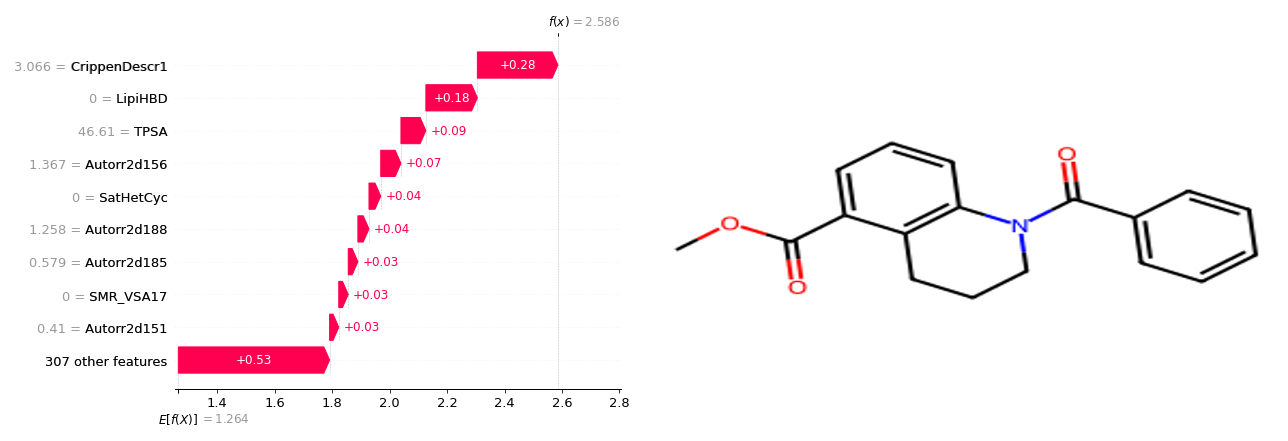 f(x) = 2.586
3.066 = CrippenDescr1 +0.28
0 = LipiHBD +0.18
46.61 = TPSA +0.09
1.367 = Autorr2d156 +0.07
0 = SatHetCyc +0.04
1.258 = Autorr2d188 +0.04
0.579 = Autorr2d185 +0.03
0 = SMR_VSA17 +0.03
0.41 = Autorr2d151 +0.03
307 other features +0.53
1.4 1.6 1.8 2.0 2.2 2.4 2.6 2.8
E[f(X)] = 1.264
O
O
N
O